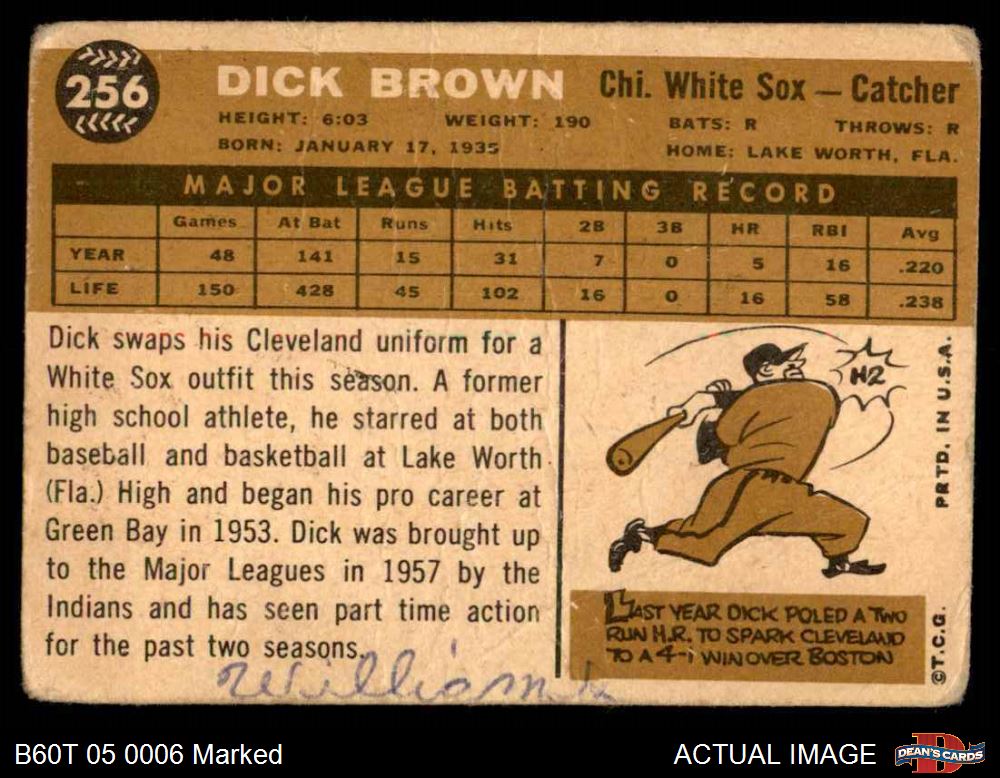 256
DICK BROWN Chi. White Sox — Catcher
HEIGHT: 6:03 WEIGHT: 190 BATS: R THROWS: R
BORN: JANUARY 17, 1935 HOME: LAKE WORTH, FLA.
MAJOR LEAGUE BATTING RECORD
Games At Bat Runs Hits 2B 3B HR RBI Avg
YEAR 48 141 15 31 7 0 5 16 .220
LIFE 150 428 45 102 16 0 16 58 .238
Dick swaps his Cleveland uniform for a
White Sox outfit this season. A former
high school athlete, he starred at both
baseball and basketball at Lake Worth
(Fla.) High and began his pro career at
Green Bay in 1953. Dick was brought up
to the Major Leagues in 1957 by the
Indians and has seen part time action
for the past two seasons.
H2
LAST YEAR DICK POLED A TWO
RUN H.R. TO SPARK CLEVELAND
TO A 4-1 WIN OVER BOSTON
PRTD. IN U.S.A.
©T.C.G.
B60T 05 0006 Marked
ACTUAL IMAGE
DEAN'S CARDS